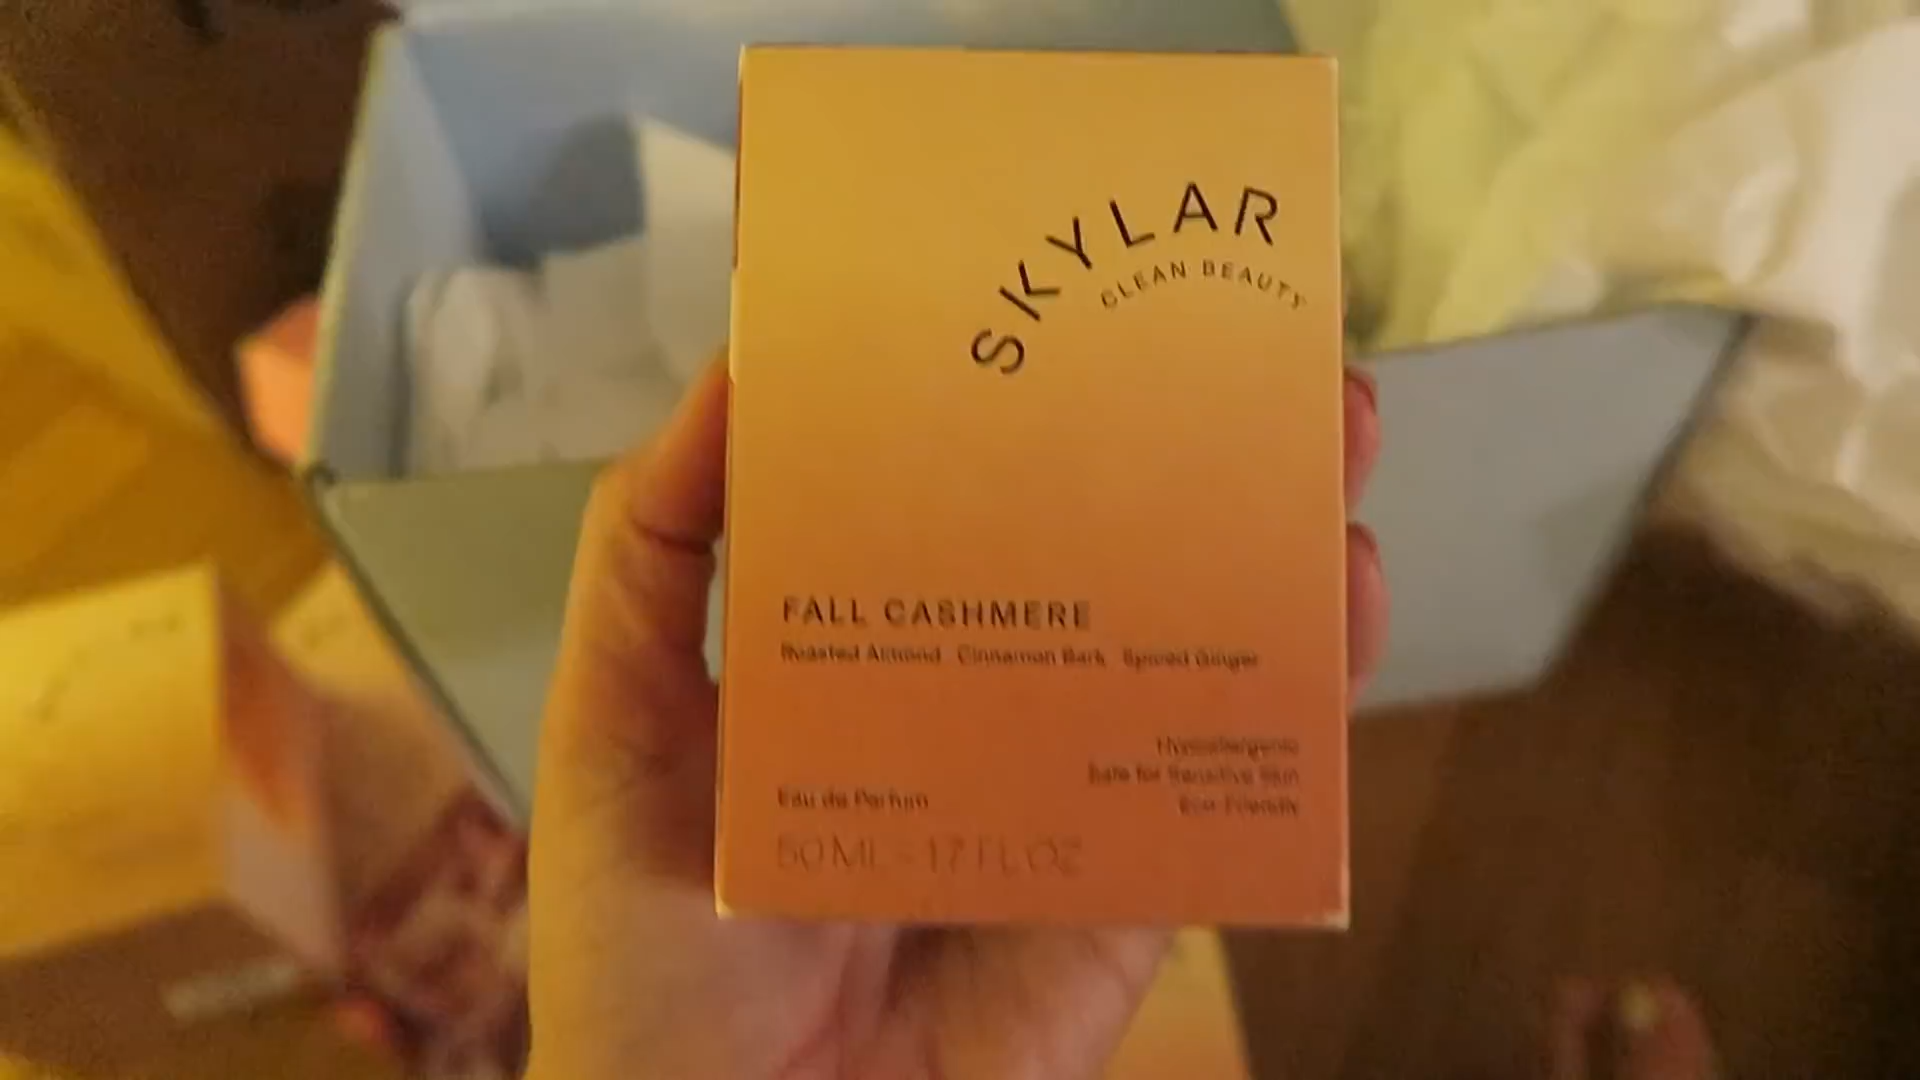 SKYLAR
CLEAN BEAUTY
FALL CASHMERE
Roasted Almond Cinnamon Bark Spiced Ginger
Hypoallergenic
Safe for Sensitive Skin
Eco-Friendly
Eau de Parfum
50 ML - 1.7 FL OZ